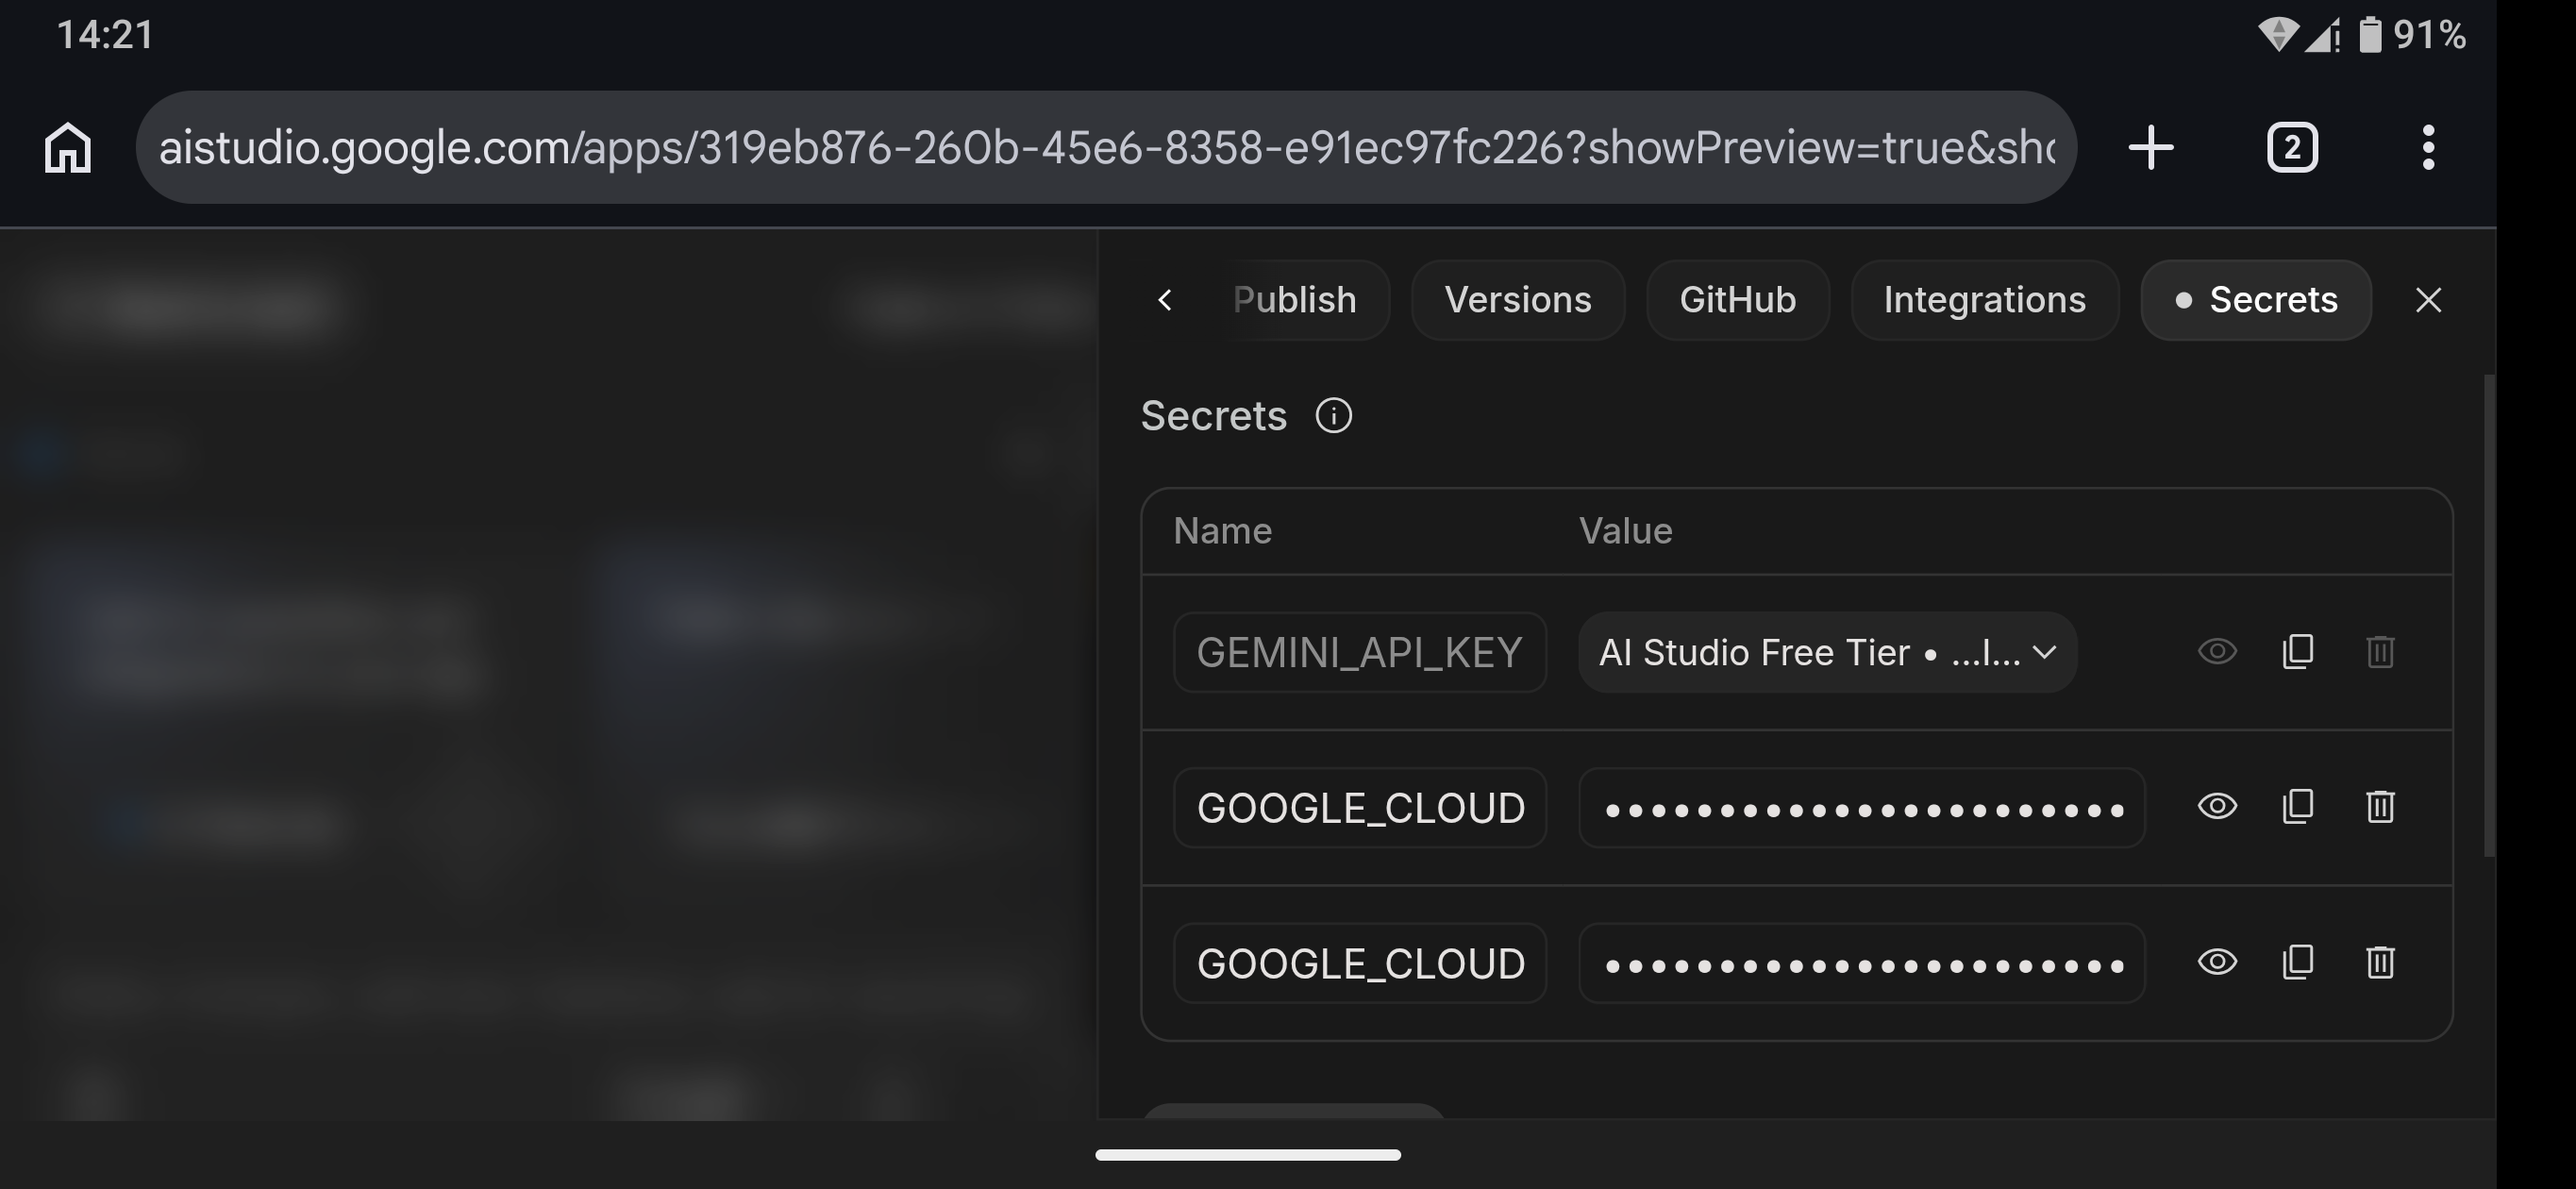 14:21
91%
aistudio.google.com/apps/319eb876-260b-45e6-8358-e91ec97fc226?showPreview=true&sho
2
Publish
Versions
GitHub
Integrations
Secrets
Secrets
Name Value
GEMINI_API_KEY AI Studio Free Tier • ...l...
GOOGLE_CLOUD ••••••••••••••••••••••••
GOOGLE_CLOUD ••••••••••••••••••••••••